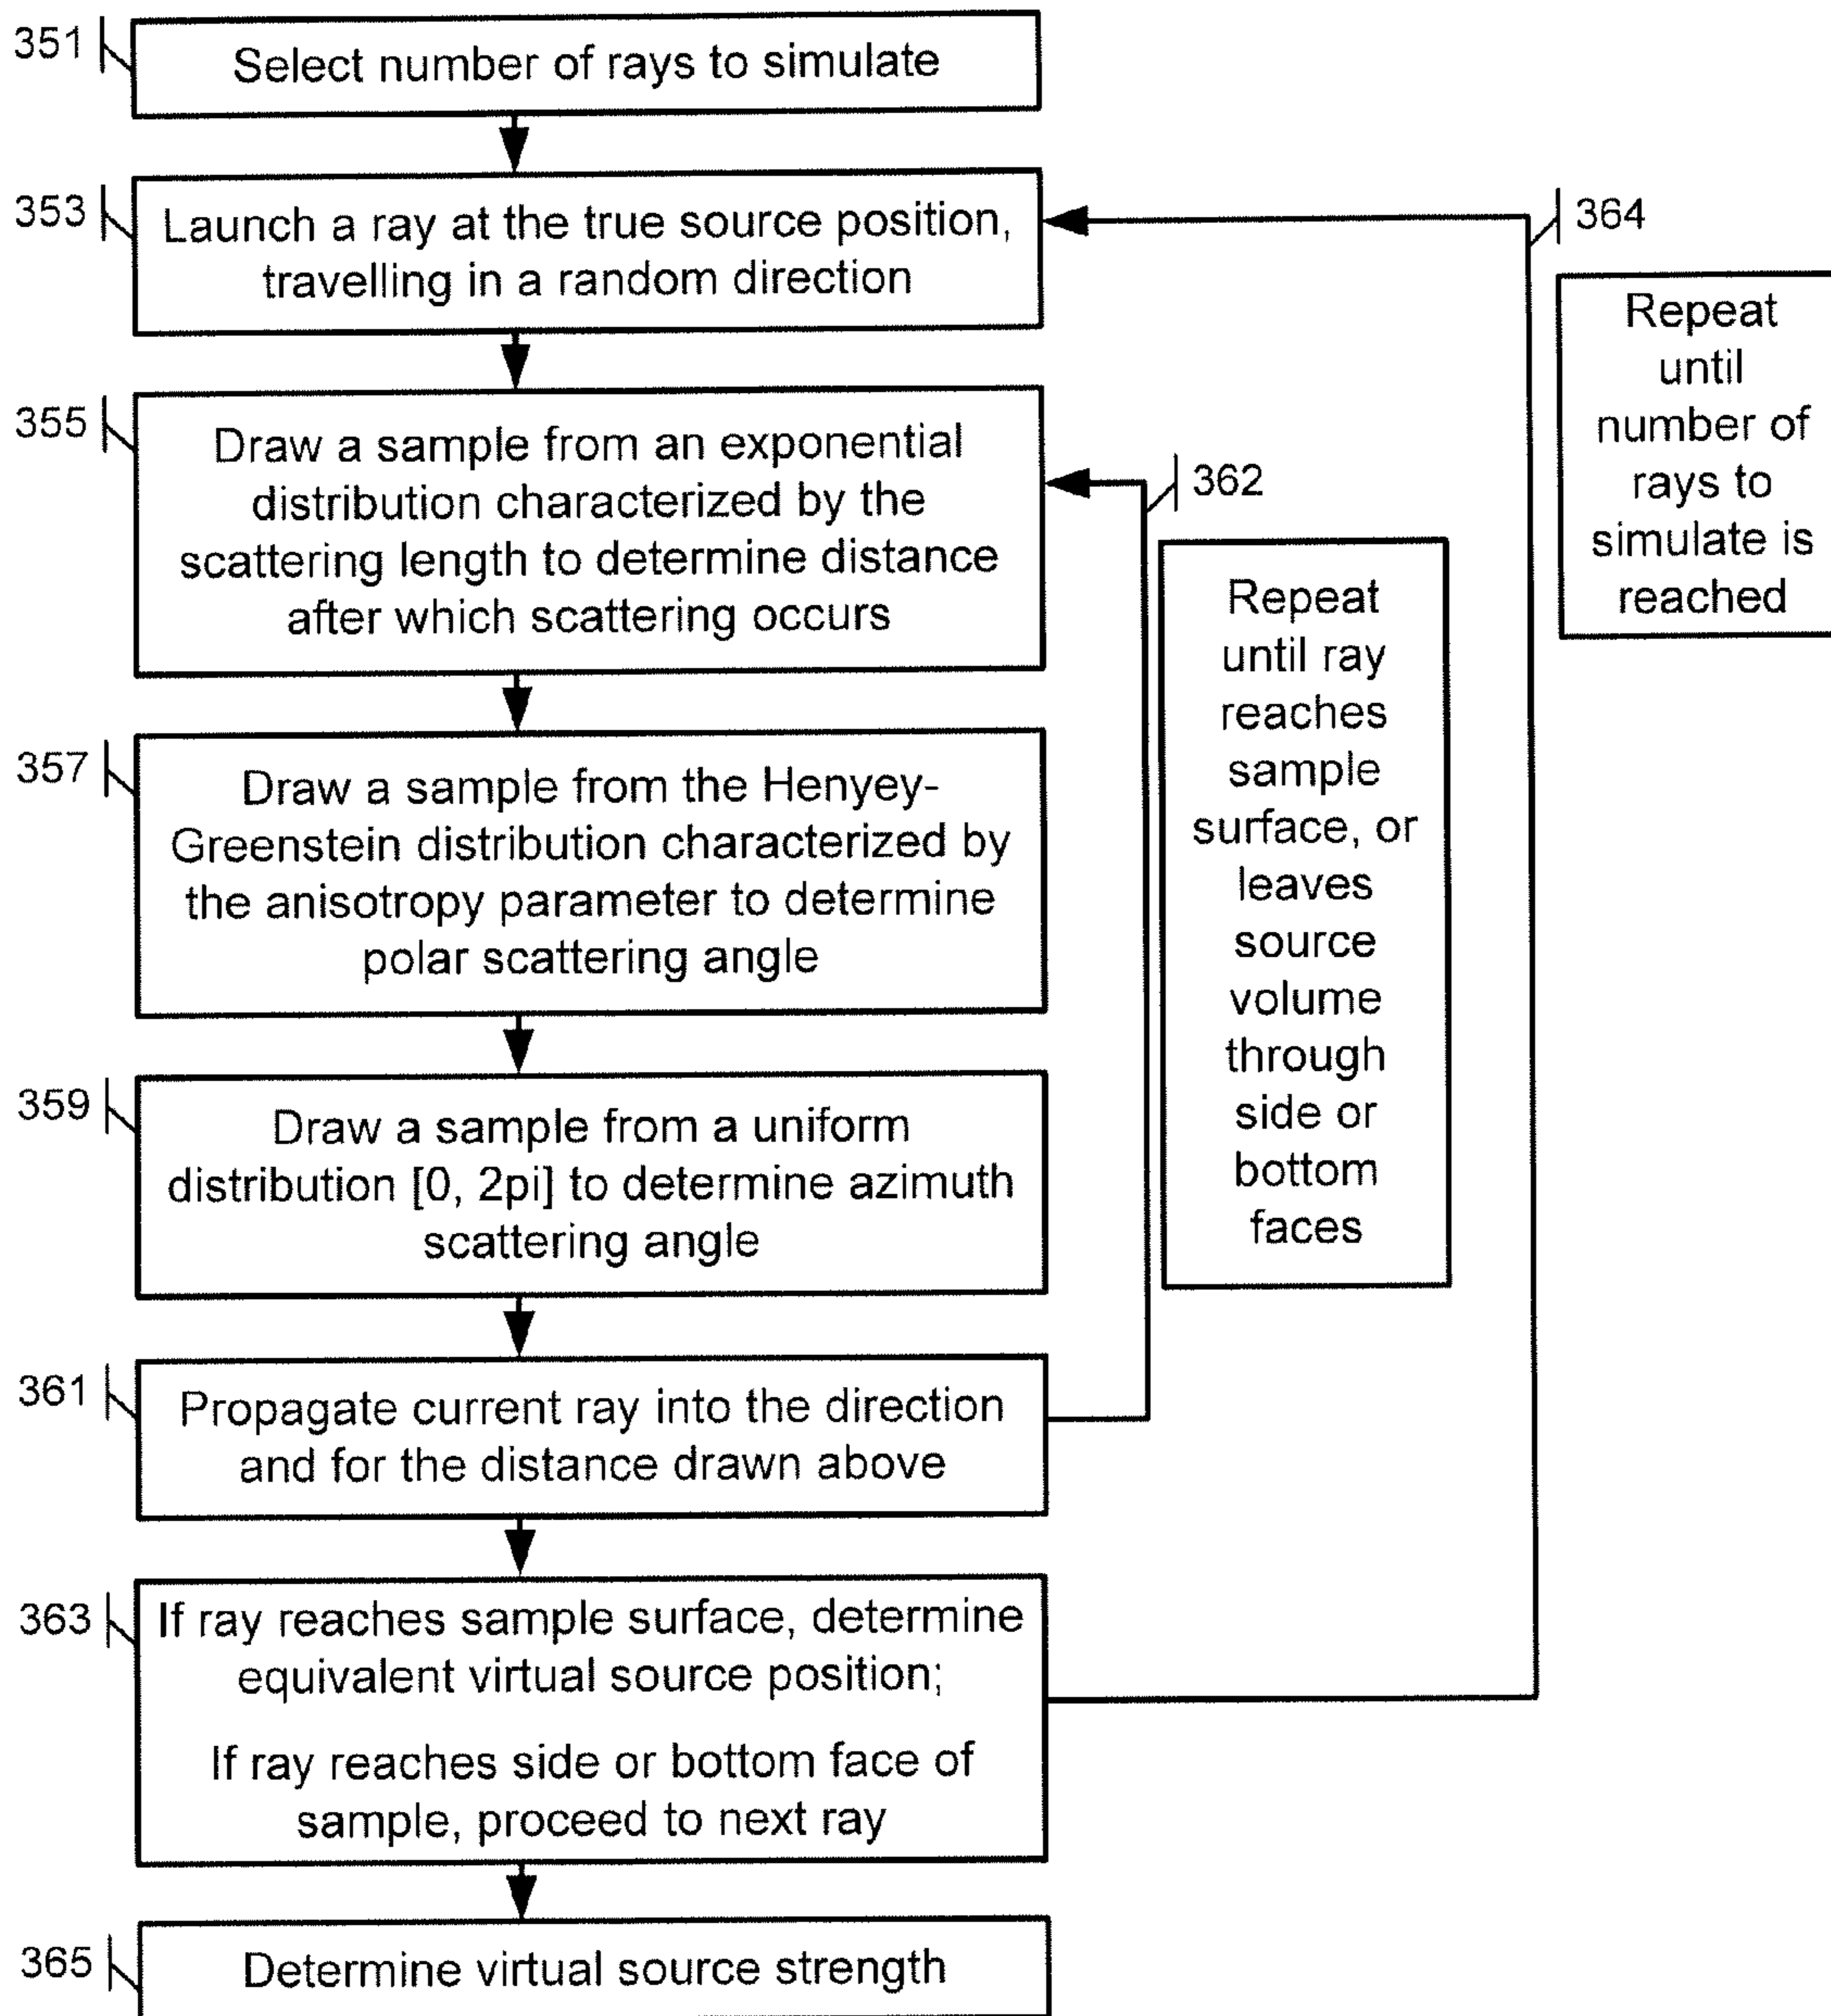 351
Select number of rays to simulate
353
Launch a ray at the true source position,
travelling in a random direction
364
Repeat
until
number of
rays to
simulate is
reached
355
Draw a sample from an exponential
distribution characterized by the
scattering length to determine distance
after which scattering occurs
362
Repeat
until ray
reaches
sample
surface, or
leaves
source
volume
through
side or
bottom
faces
357
Draw a sample from the Henyey-
Greenstein distribution characterized by
the anisotropy parameter to determine
polar scattering angle
359
Draw a sample from a uniform
distribution [0, 2pi] to determine azimuth
scattering angle
361
Propagate current ray into the direction
and for the distance drawn above
363
If ray reaches sample surface, determine
equivalent virtual source position;
If ray reaches side or bottom face of
sample, proceed to next ray
365
Determine virtual source strength